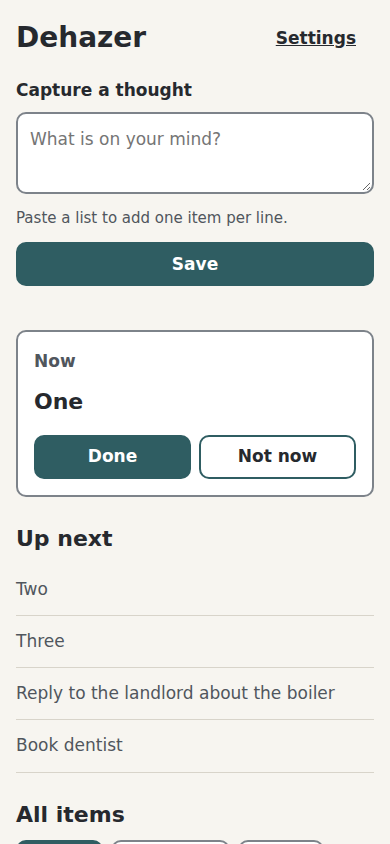 Dehazer
Settings
Capture a thought
What is on your mind?
Paste a list to add one item per line.
Save
Now
One
Done
Not now
Up next
Two
Three
Reply to the landlord about the boiler
Book dentist
All items